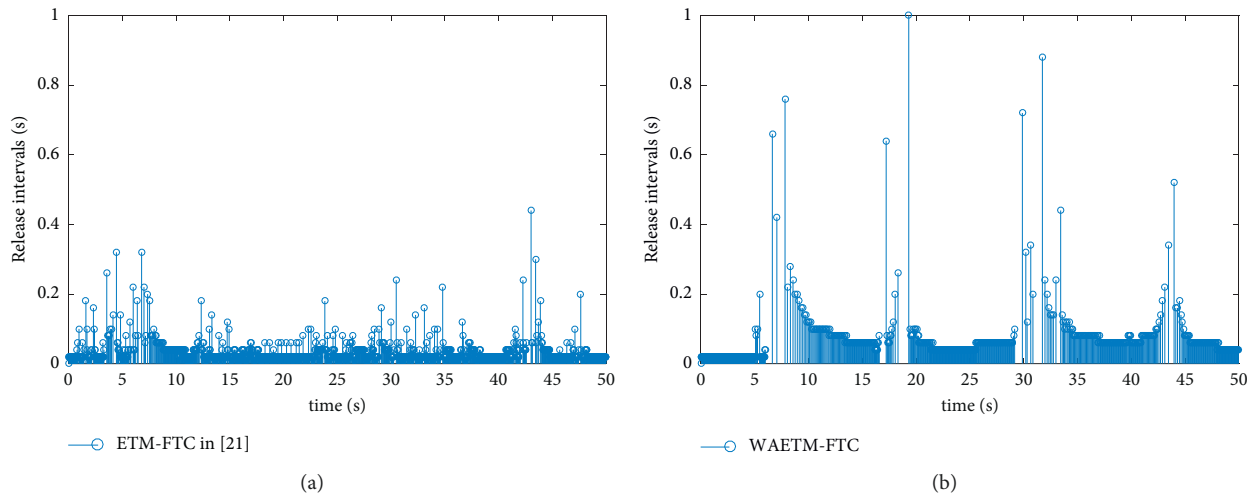 1
0.8
0.6
0.4
0.2
0
Release intervals (s)
0 5 10 15 20 25 30 35 40 45 50
time (s)
ETM-FTC in [21]
(a)
1
0.8
0.6
0.4
0.2
0
Release intervals (s)
0 5 10 15 20 25 30 35 40 45 50
time (s)
WAETM-FTC
(b)